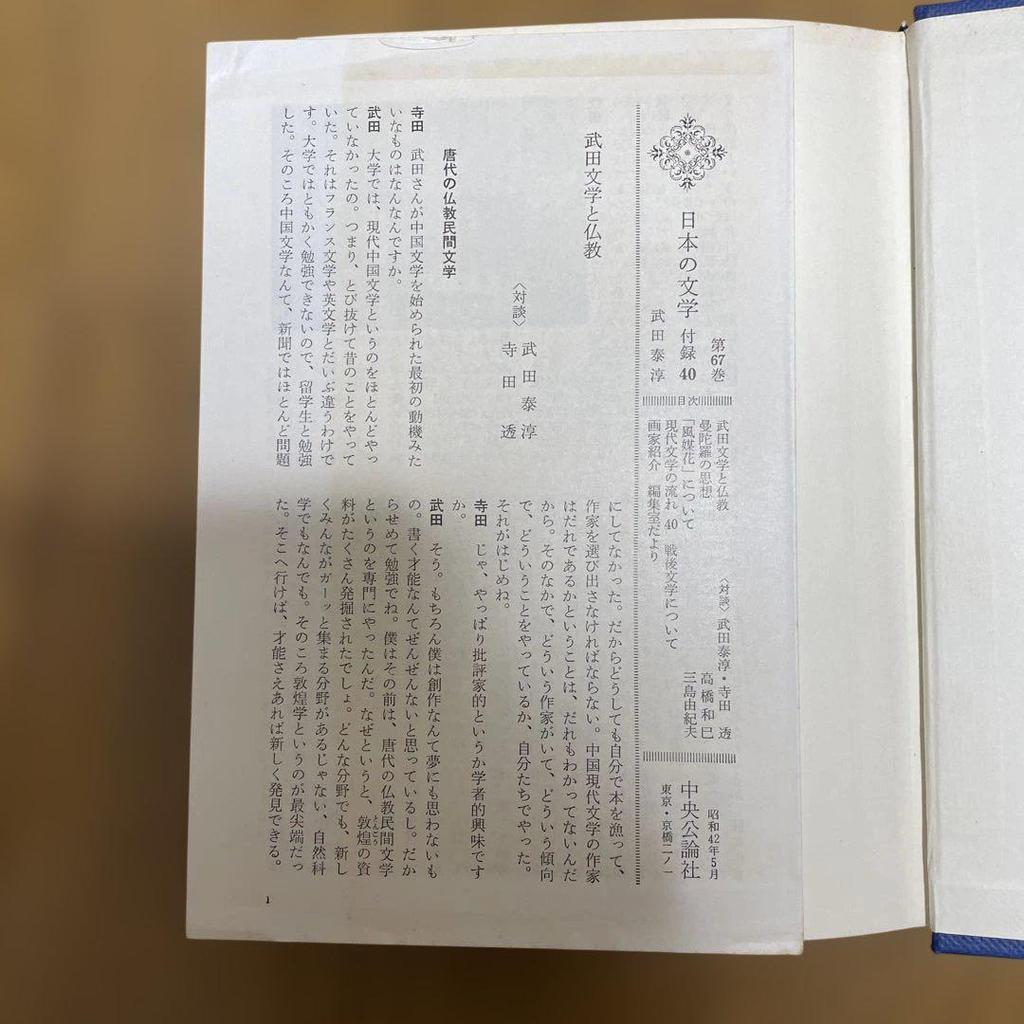 日本の文学 付録 40
第67巻
武田泰淳
目次
武田文学と仏教 〈対談〉武田泰淳・寺田 透
曼陀羅の思想 高橋和巳
「風媒花」について 三島由紀夫
現代文学の流れ 40 戦後文学について
画家紹介 編集室だより
昭和42年5月
中央公論社
東京・京橋二ノ一
武田文学と仏教
〈対談〉
武田泰淳
寺田 透
唐代の仏教民間文学
寺田 武田さんが中国文学を始められた最初の動機みた
いなものはなんなんですか。
武田 大学では、現代中国文学というのをほとんどやっ
ていなかったの。つまり、とび抜けて昔のことをやって
いた。それはフランス文学や英文学とだいぶ違うわけで
す。大学ではともかく勉強できないので、留学生と勉強
した。そのころ中国文学なんて、新聞ではほとんど問題
にしてなかった。だからどうしても自分で本を漁って、
作家を選び出さなければならない。中国現代文学の作家
はだれであるかということは、だれもわかってないんだ
から。そのなかで、どういう作家がいて、どういう傾向
で、どういうことをやっているか、自分たちでやった。
それがはじめね。
寺田 じゃ、やっぱり批評家的というか学者的興味です
か。
武田 そう。もちろん僕は創作なんて夢にも思わないも
の。書く才能なんてぜんぜんないと思っているし。だか
らせめて勉強でね。僕はその前は、唐代の仏教民間文学
というのを専門にやったんだ。なぜというと、敦煌の資
とんこう
料がたくさん発掘されたでしょ。どんな分野でも、新し
くみんながガーッと集まる分野があるじゃない、自然科
学でもなんでも。そのころ敦煌学というのが最尖端だっ
た。そこへ行けば、才能さえあれば新しく発見できる。
1